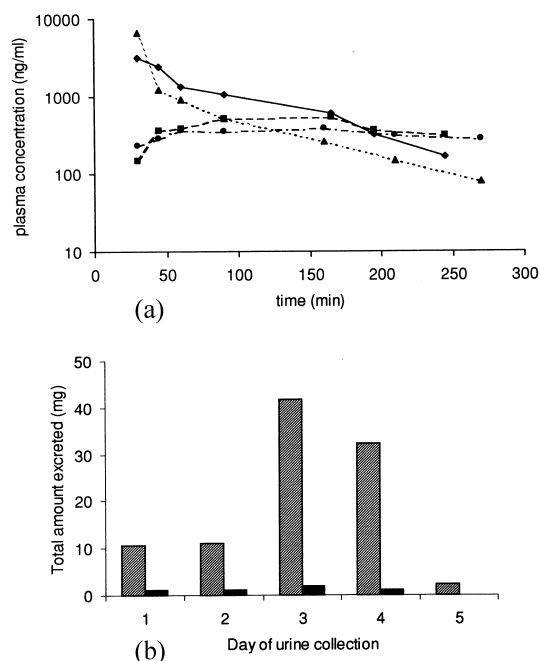 plasma concentration (ng/ml)
10000
1000
100
10
0 50 100 150 200 250 300
time (min)
(a)
Total amount excreted (mg)
50
40
30
20
10
0
1 2 3 4 5
Day of urine collection
(b)